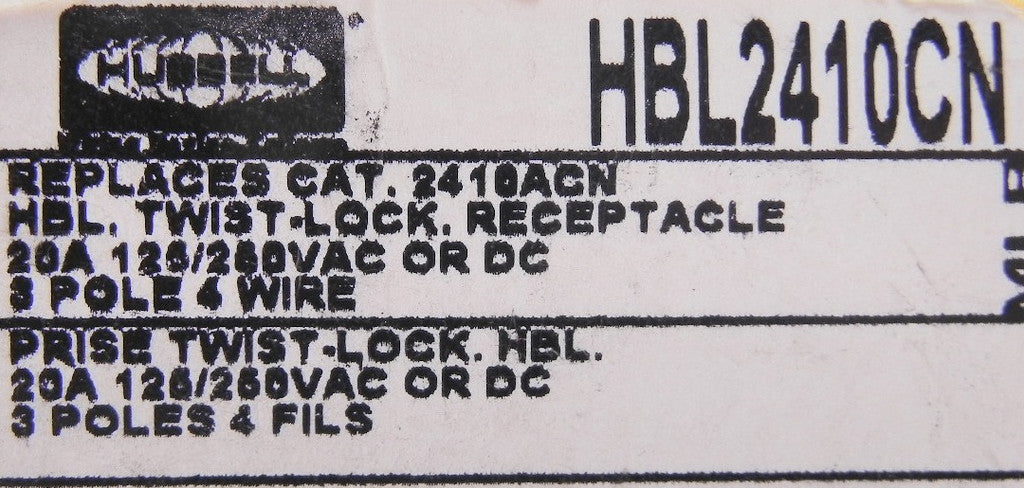 HUBBELL
HBL2410CN
REPLACES CAT. 2410ACN
HBL. TWIST-LOCK. RECEPTACLE
20A 125/250VAC OR DC
3 POLE 4 WIRE
PRISE TWIST-LOCK. HBL.
20A 125/250VAC OR DC
3 POLES 4 FILS